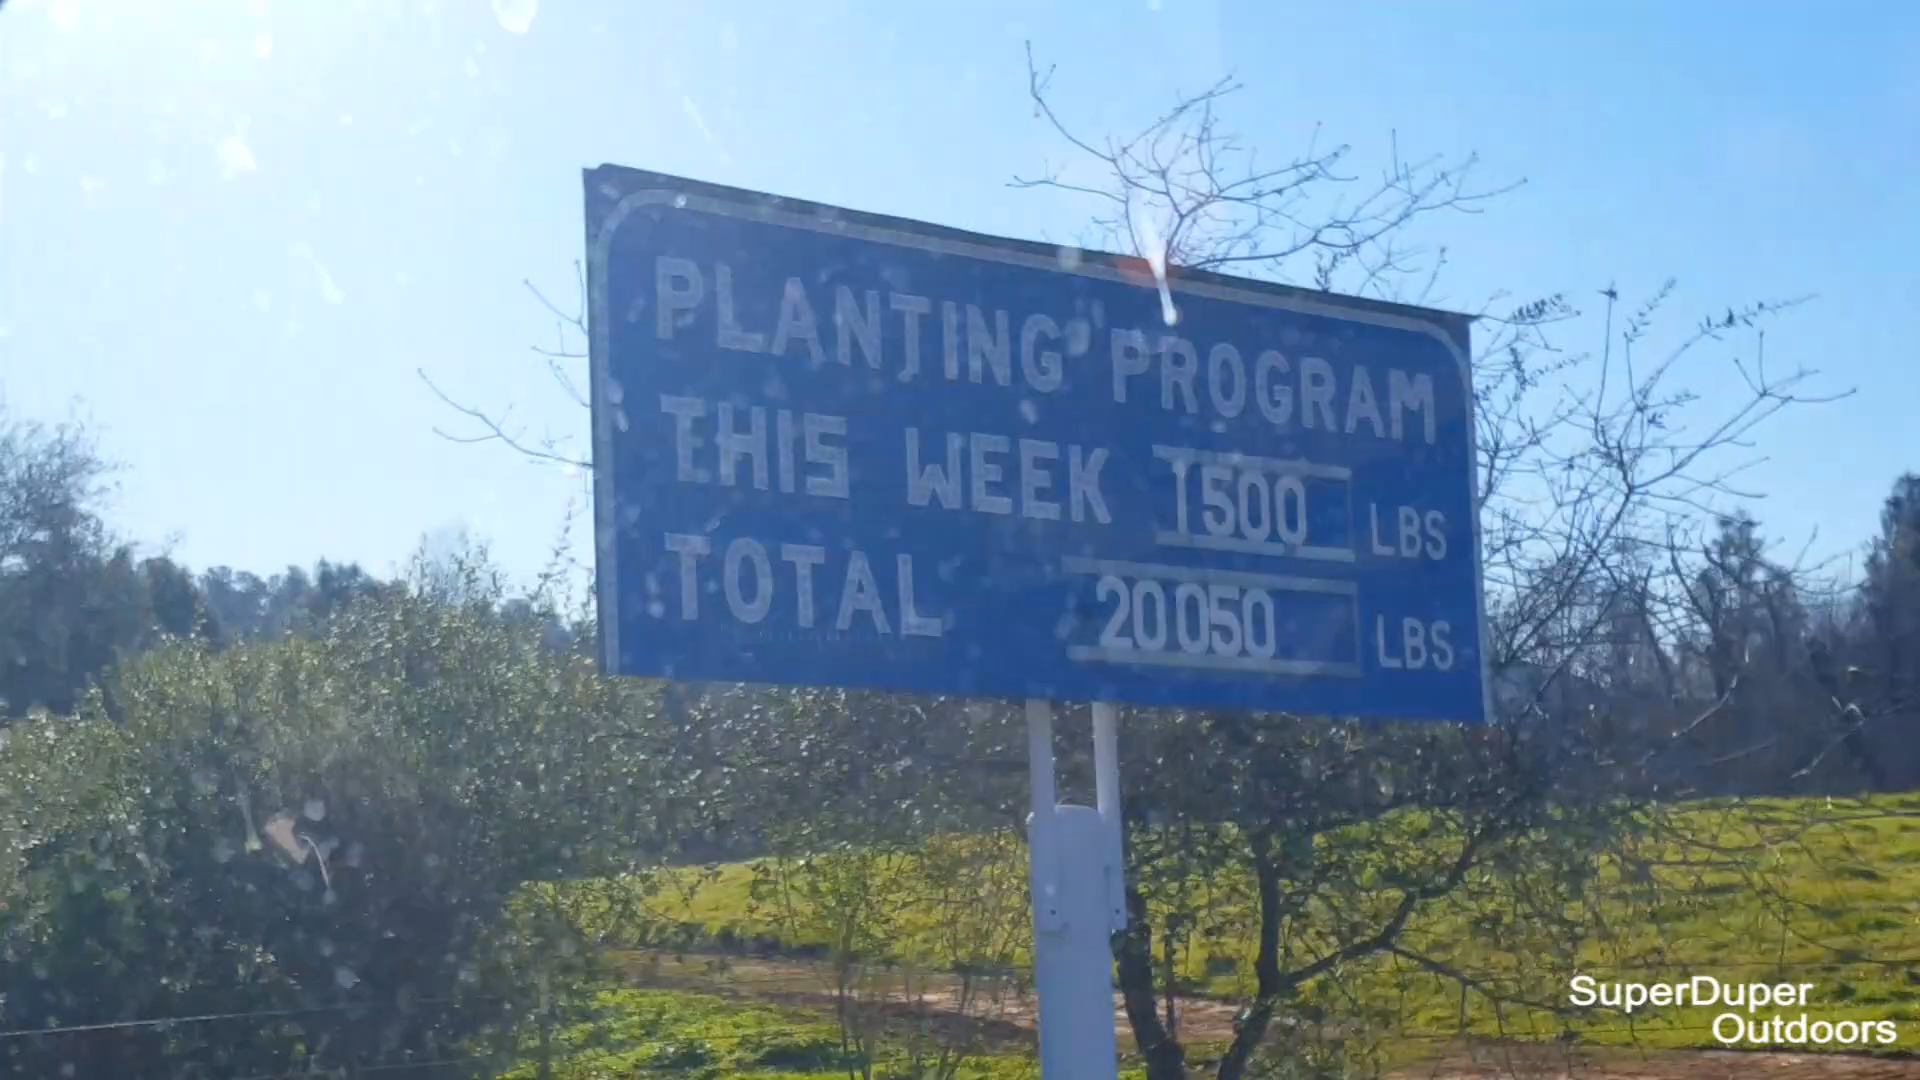 PLANTING PROGRAM
THIS WEEK 1500 LBS
TOTAL 20050 LBS
SuperDuper
Outdoors